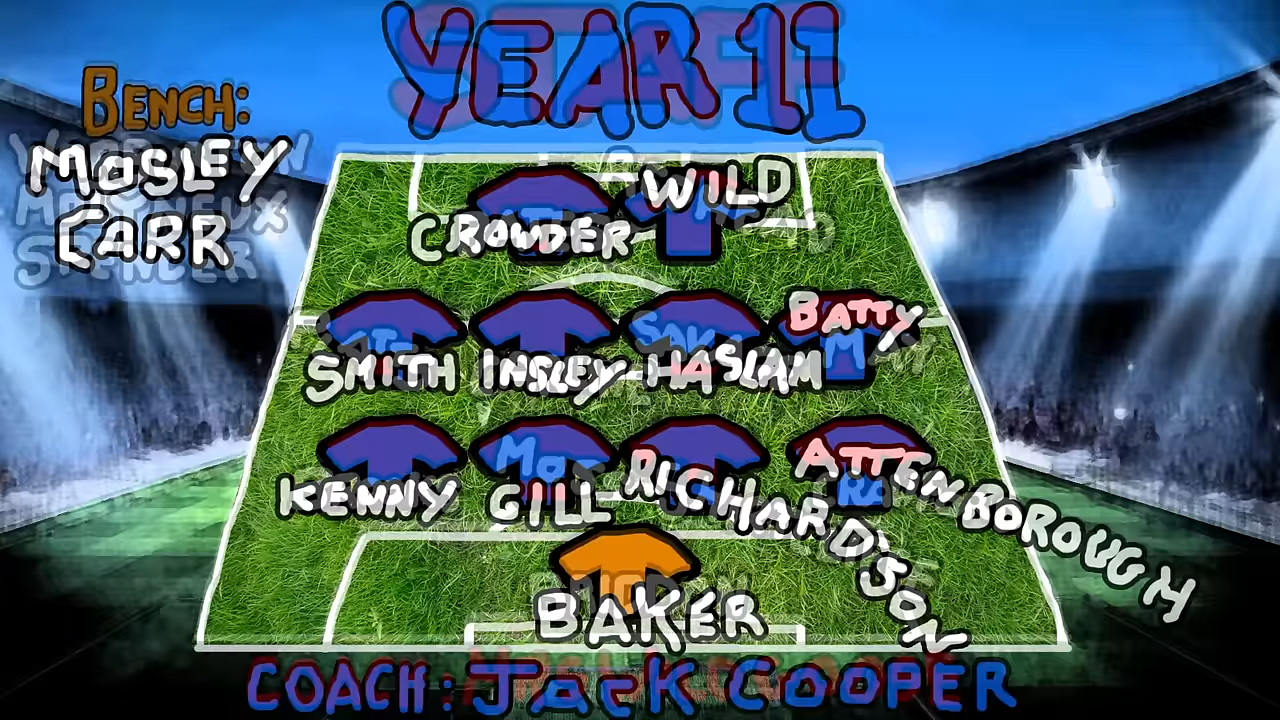 YEAR 11
BENCH:
MOSLEY
CARR
WILD
CROWDER
BATTY
SMITH INSLEY HASLAM
KENNY GILL RICHARDSON ATTENBOROUGH
BAKER
COACH: JACK COOPER